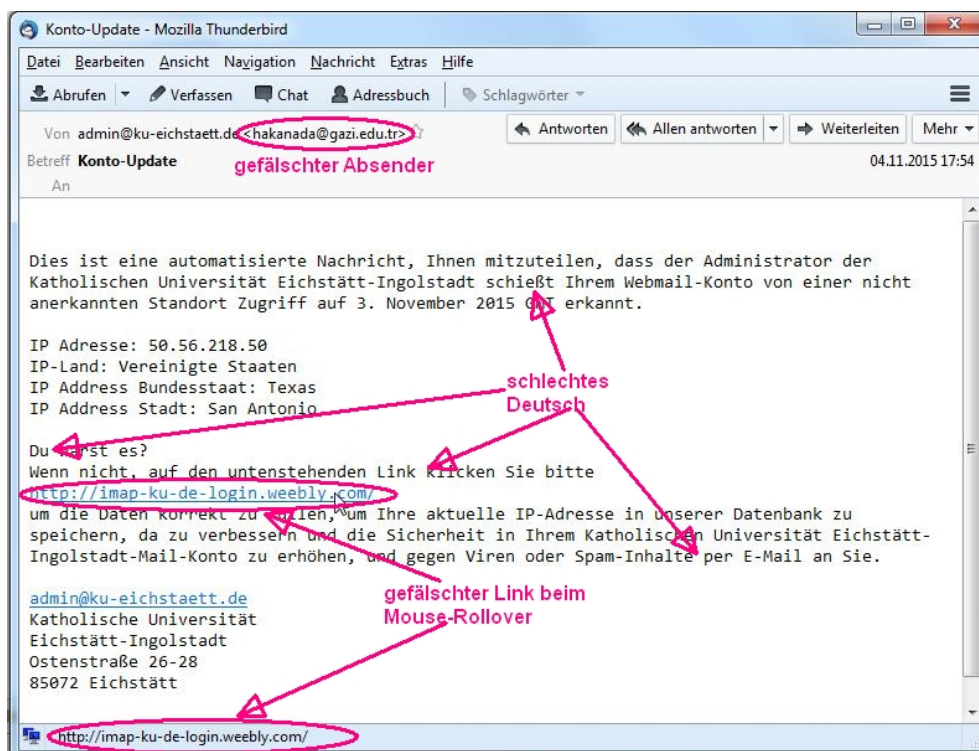 Konto-Update - Mozilla Thunderbird
Datei Bearbeiten Ansicht Navigation Nachricht Extras Hilfe
Abrufen Verfassen Chat Adressbuch Schlagwörter
Von admin@ku-eichstaett.de <hakanada@gazi.edu.tr> Antworten Allen antworten Weiterleiten Mehr
gefälschter Absender
Betreff Konto-Update 04.11.2015 17:54
An
Dies ist eine automatisierte Nachricht, Ihnen mitzuteilen, dass der Administrator der
Katholischen Universität Eichstätt-Ingolstadt schießt Ihrem Webmail-Konto von einer nicht
anerkannten Standort Zugriff auf 3. November 2015 GMT erkannt.
IP Adresse: 50.56.218.50
IP-Land: Vereinigte Staaten
IP Address Bundesstaat: Texas
IP Address Stadt: San Antonio
schlechtes
Deutsch
Du warst es?
Wenn nicht, auf den untenstehenden Link klicken Sie bitte
http://imap-ku-de-login.weebly.com/
um die Daten korrekt zu füllen, um Ihre aktuelle IP-Adresse in unserer Datenbank zu
speichern, da zu verbessern und die Sicherheit in Ihrem Katholischen Universität Eichstätt-
Ingolstadt-Mail-Konto zu erhöhen, und gegen Viren oder Spam-Inhalte per E-Mail an Sie.
gefälschter Link beim
Mouse-Rollover
admin@ku-eichstaett.de
Katholische Universität
Eichstätt-Ingolstadt
Ostenstraße 26-28
85072 Eichstätt
http://imap-ku-de-login.weebly.com/